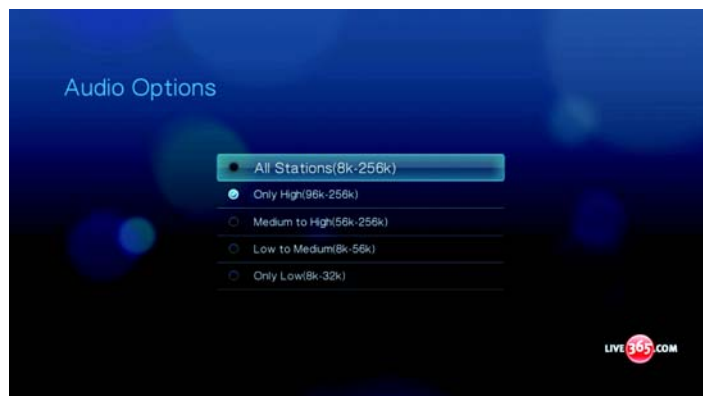 Audio Options
All Stations(8k-256k)
Only High(96k-256k)
Medium to High(56k-256k)
Low to Medium(8k-56k)
Only Low(8k-32k)
LIVE365.COM